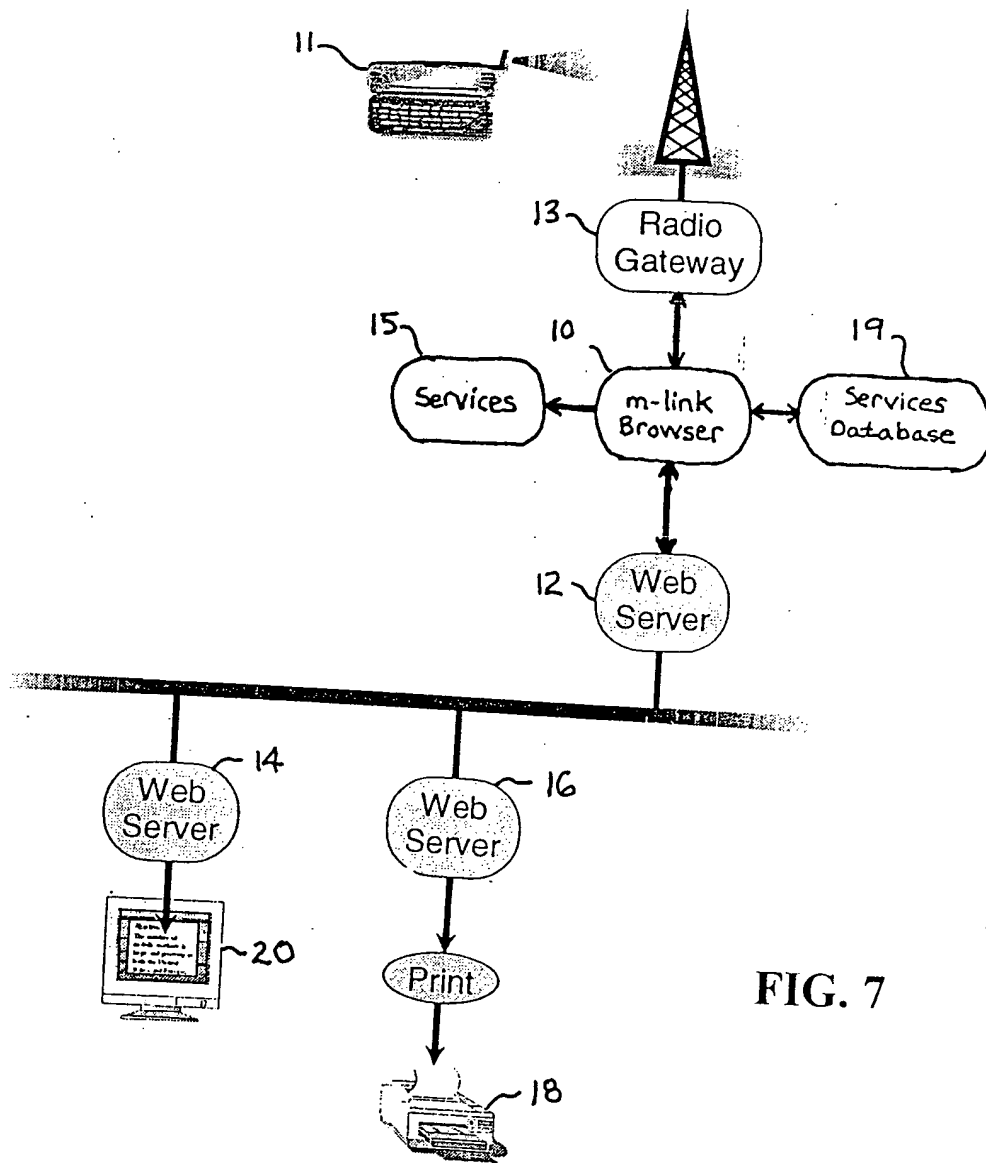 11
13
Radio
Gateway
15
Services
10
m-link
Browser
19
Services
Database
12
Web
Server
14
Web
Server
16
Web
Server
20
Print
18
FIG. 7